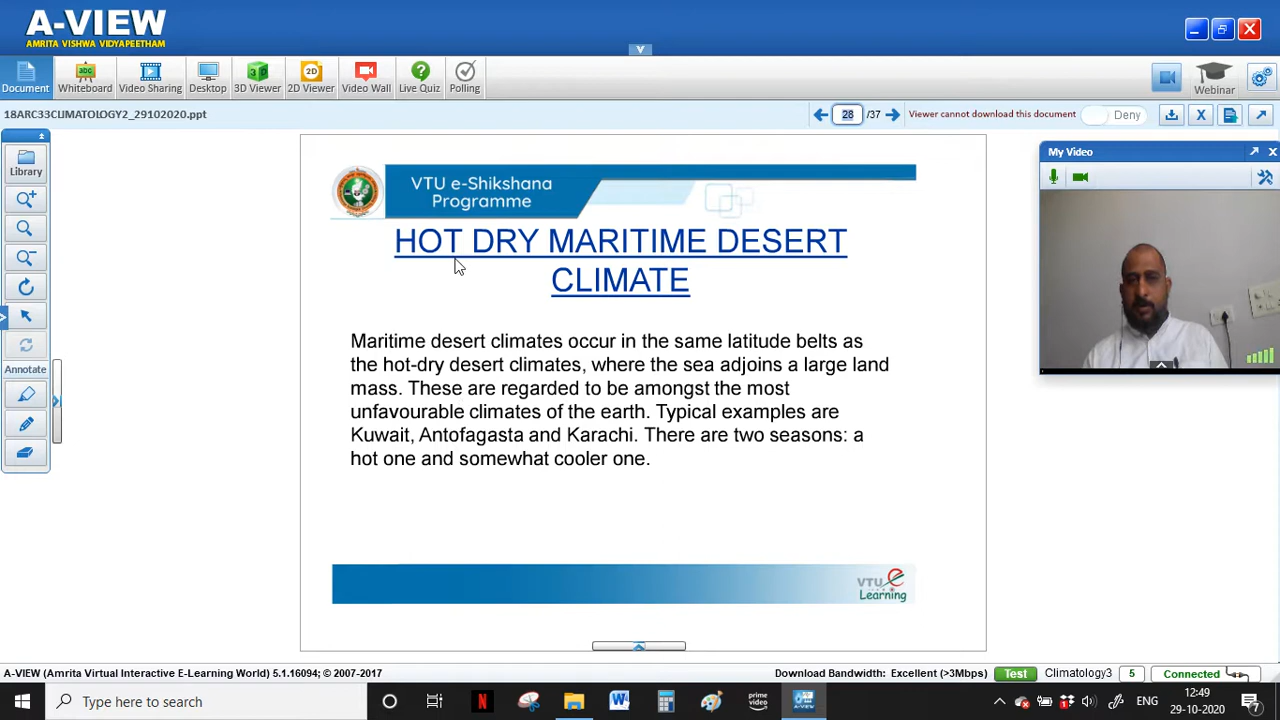 A-VIEW
AMRITA VISHWA VIDYAPEETHAM
V
Document
Whiteboard
Video Sharing
3D
2D
Desktop
3D Viewer
2D Viewer
Video Wall
Live Quiz
Polling
Webinar
18ARC33CLIMATOLOGY2_29102020.ppt
28 /37
Viewer cannot download this document
Deny
X
Library
Annotate
My Video
VTU e-Shikshana
Programme
HOT DRY MARITIME DESERT
CLIMATE
Maritime desert climates occur in the same latitude belts as
the hot-dry desert climates, where the sea adjoins a large land
mass. These are regarded to be amongst the most
unfavourable climates of the earth. Typical examples are
Kuwait, Antofagasta and Karachi. There are two seasons: a
hot one and somewhat cooler one.
VTU e
Learning
A-VIEW (Amrita Virtual Interactive E-Learning World) 5.1.16094; © 2007-2017
Download Bandwidth: Excellent (>3Mbps)
Test
Climatology3
5
Connected
Type here to search
N
W
prime
video
ENG
12:49
29-10-2020
7